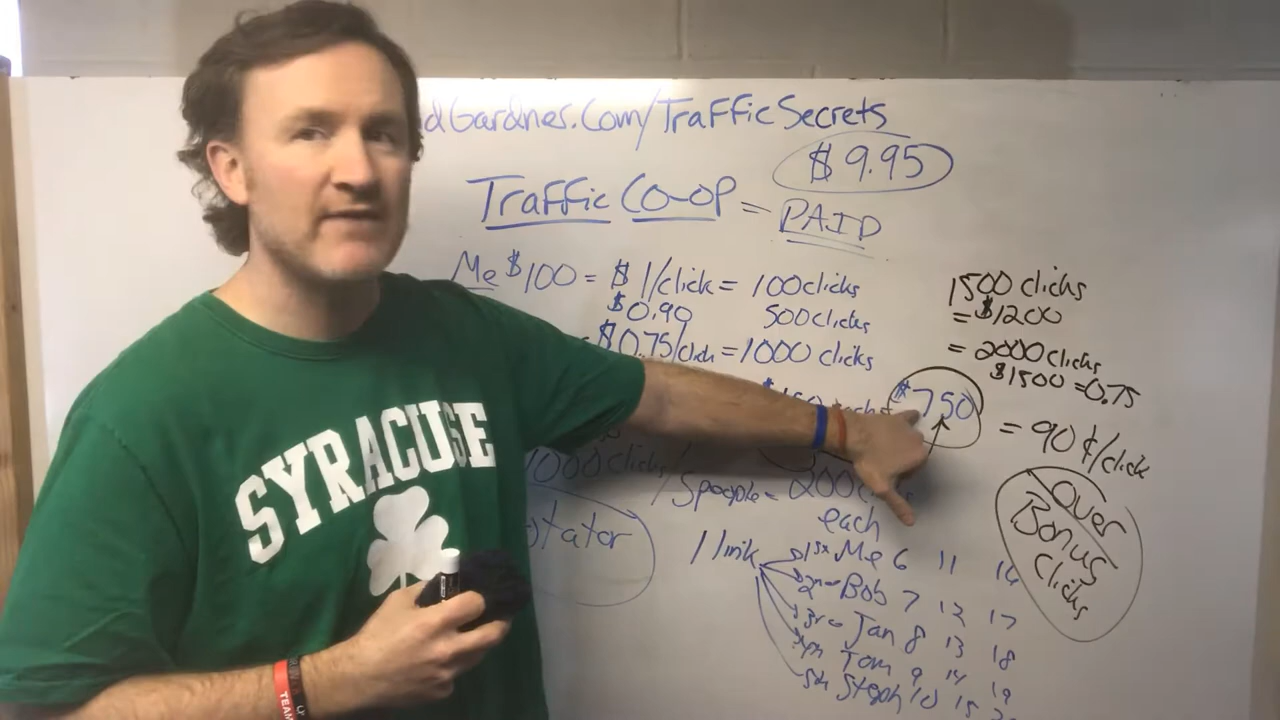 dGardner.Com/TrafficSecrets
$9.95
Traffic Co-op = PAID
Me $100 = $1/click = 100 clicks
$0.90 500 clicks
= $0.75/click = 1000 clicks
$750
1000 clicks / 5 people = 200
each
1 link
1st Me 6 11 16
2nd Bob 7 12 17
3rd Jan 8 13 18
Tom 9 14 19
5th Steph 10 15
1500 clicks
= $1200
= 2000 clicks
$1500 = 0.75
= 90¢/click
Over
Bonus
Clicks
SYRACUSE
TEAM